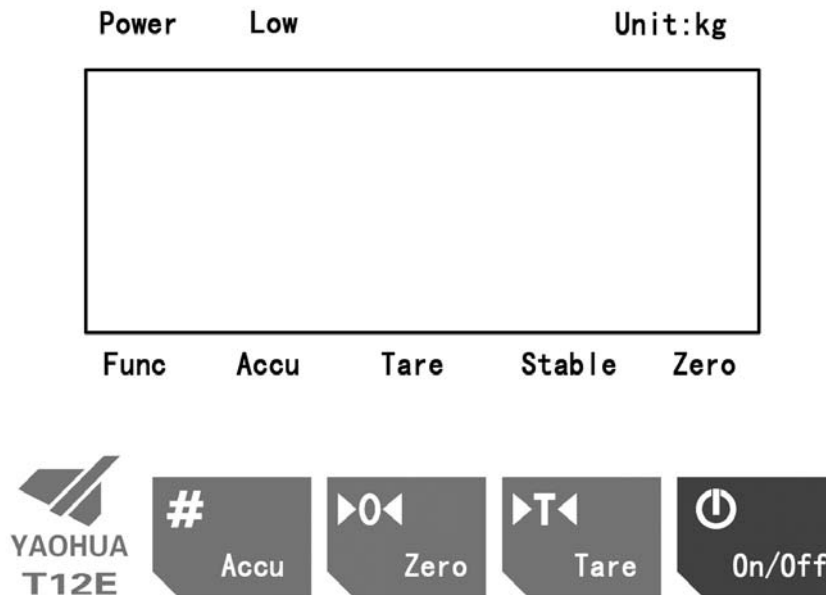 Power Low Unit:kg
Func Accu Tare Stable Zero
YAOHUA
T12E
# Accu
0 Zero
T Tare
On/Off